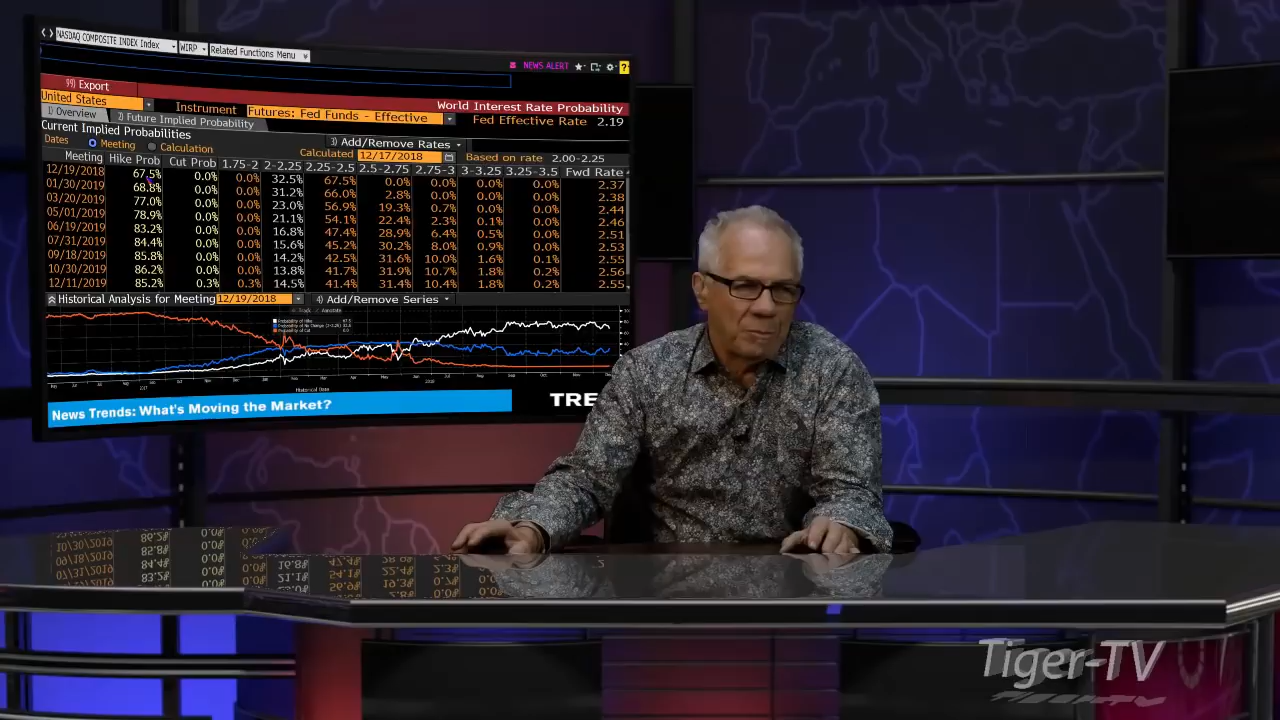 NASDAQ COMPOSITE INDEX Index WIRP Related Functions Menu
NEWS ALERT
99) Export
World Interest Rate Probability
United States Instrument Futures: Fed Funds - Effective Fed Effective Rate 2.19
1) Overview 2) Future Implied Probability
Current Implied Probabilities 3) Add/Remove Rates
Dates Meeting Calculation Calculated 12/17/2018 Based on rate 2.00-2.25
Meeting Hike Prob Cut Prob 1.75-2 2-2.25 2.25-2.5 2.5-2.75 2.75-3 3-3.25 3.25-3.5 Fwd Rate
12/19/2018 67.5% 0.0% 0.0% 32.5% 67.5% 0.0% 0.0% 0.0% 0.0% 2.37
01/30/2019 68.8% 0.0% 0.0% 31.2% 66.0% 2.8% 0.0% 0.0% 0.0% 2.38
03/20/2019 77.0% 0.0% 0.0% 23.0% 56.9% 19.3% 0.7% 0.0% 0.0% 2.44
05/01/2019 78.9% 0.0% 0.0% 21.1% 54.1% 22.4% 2.3% 0.1% 0.0% 2.46
06/19/2019 83.2% 0.0% 0.0% 16.8% 47.4% 28.9% 6.4% 0.5% 0.0% 2.51
07/31/2019 84.4% 0.0% 0.0% 15.6% 45.2% 30.2% 8.0% 0.9% 0.0% 2.53
09/18/2019 85.8% 0.0% 0.0% 14.2% 42.5% 31.6% 10.0% 1.6% 0.1% 2.55
10/30/2019 86.2% 0.0% 0.0% 13.8% 41.7% 31.9% 10.7% 1.8% 0.2% 2.56
12/11/2019 85.2% 0.3% 0.3% 14.5% 41.4% 31.4% 10.4% 1.8% 0.2% 2.55
Historical Analysis for Meeting 12/19/2018 4) Add/Remove Series
Historical Date
News Trends: What's Moving the Market? TRE
Tiger-TV